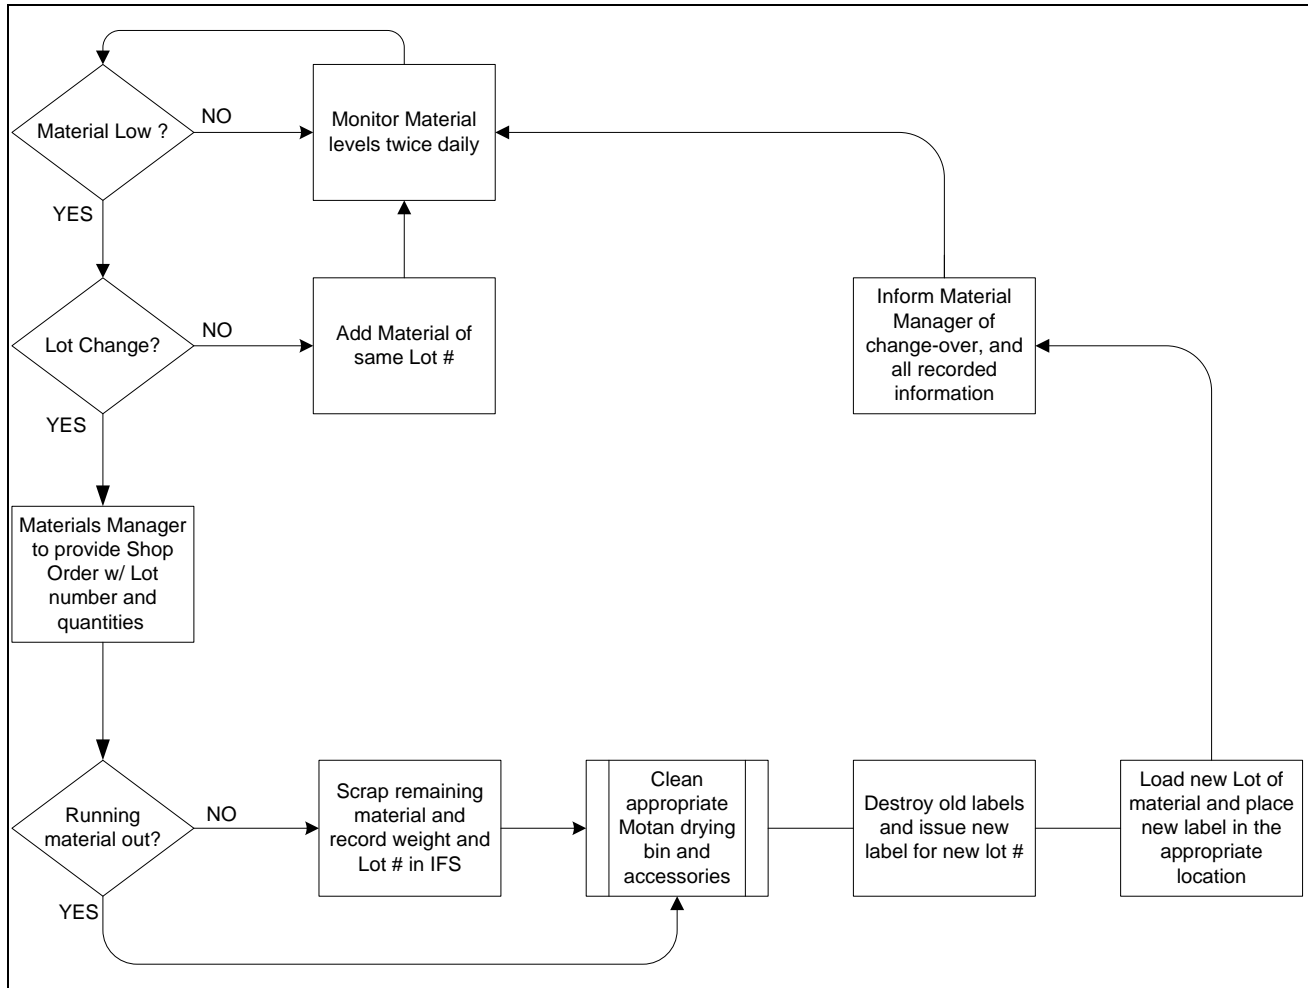 Material Low ?
NO
Monitor Material
levels twice daily
YES
Lot Change?
NO
Add Material of
same Lot #
Inform Material
Manager of
change-over, and
all recorded
information
YES
Materials Manager
to provide Shop
Order w/ Lot
number and
quantities
Running
material out?
NO
Scrap remaining
material and
record weight and
Lot # in IFS
Clean
appropriate
Motan drying
bin and
accessories
Destroy old labels
and issue new
label for new lot #
Load new Lot of
material and place
new label in the
appropriate
location
YES